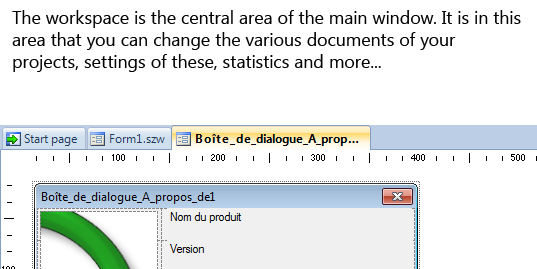 The workspace is the central area of the main window. It is in this
area that you can change the various documents of your
projects, settings of these, statistics and more...
Start page Form1.szw Boîte_de_dialogue_A_prop...
100 200 300 400 500
Boîte_de_dialogue_A_propos_de1
Nom du produit
Version
100